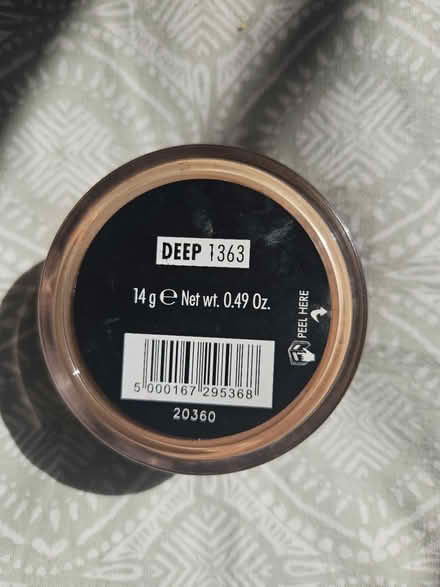 DEEP 1363
14 g ℮ Net wt. 0.49 Oz.
PEEL HERE
5 000167 295368
20360